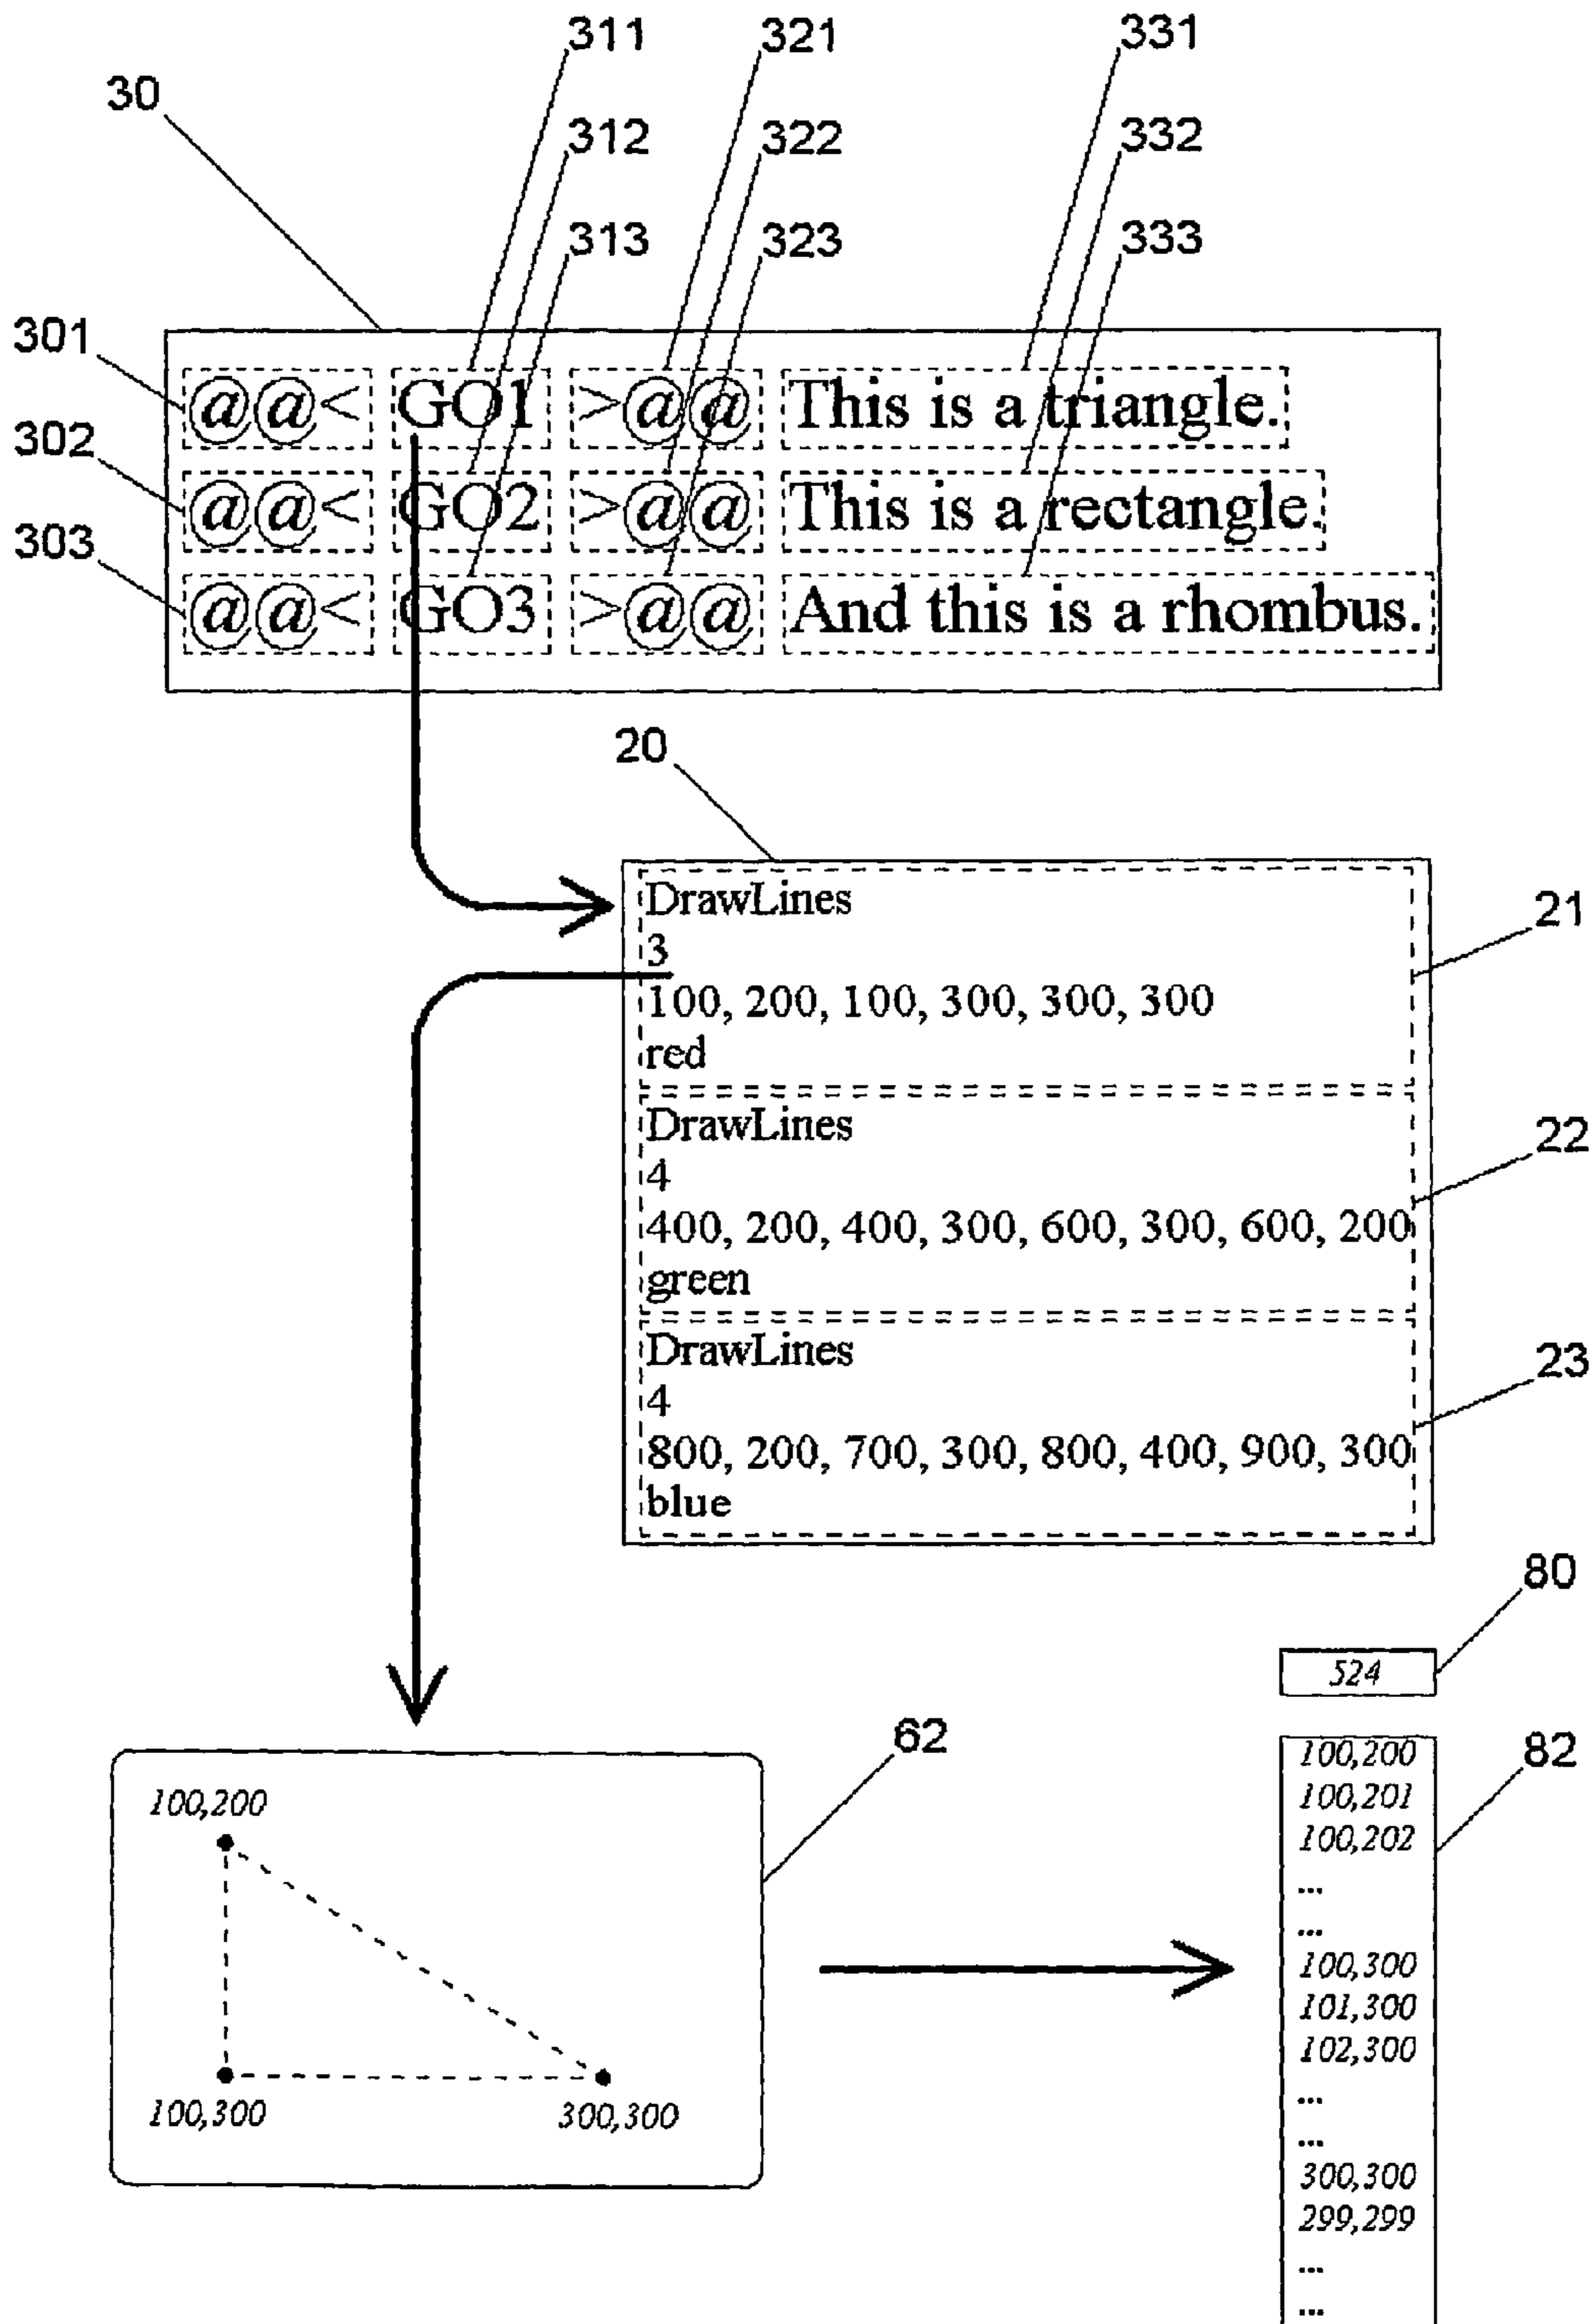 311 321 331
30 312 322 332
313 323 333
301 @@< GO1 >@@ This is a triangle.
302 @@< GO2 >@@ This is a rectangle.
303 @@< GO3 >@@ And this is a rhombus.
20
DrawLines 21
3
100, 200, 100, 300, 300, 300
red
DrawLines 22
4
400, 200, 400, 300, 600, 300, 600, 200
green
DrawLines 23
4
800, 200, 700, 300, 800, 400, 900, 300
blue
80
524
62
100,200
100,300
300,300
82
100,200
100,201
100,202
...
...
100,300
101,300
102,300
...
...
300,300
299,299
...
...